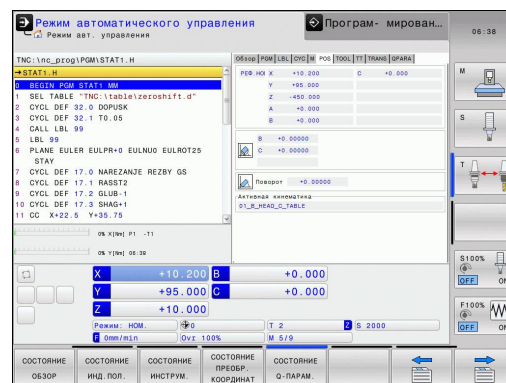 Режим автоматического управления
Режим авт. управления
Програм- мирован...
06:38
TNC:\nc_prog\PGM\STAT1.H
→STAT1.H
0 BEGIN PGM STAT1 MM
1 SEL TABLE "TNC:\table\zeroshift.d"
2 CYCL DEF 32.0 DOPUSK
3 CYCL DEF 32.1 T0.05
4 CALL LBL 99
5 LBL 99
6 PLANE EULER EULPR+0 EULNU0 EULROT25
STAY
7 CYCL DEF 17.0 NAREZANJE REZBY GS
8 CYCL DEF 17.1 RASST2
9 CYCL DEF 17.2 GLUB-1
10 CYCL DEF 17.3 SHAG+1
11 CC X+22.5 Y+35.75
0% X[Nm] P1 -T1
0% Y[Nm] 06:38
Обзор PGM LBL CYC M POS TOOL TT TRANS QPARA
РЕФ.НОІ X +10.200 C +0.000
Y +95.000
Z -450.000
A +0.000
B +0.000
B +0.00000
C +0.00000
Поворот +0.00000
Активная кинематика
01_B_HEAD_C_TABLE
X +10.200 B +0.000
Y +95.000 C +0.000
Z +10.000
Режим: НОМ. 0 T 2 Z S 2000
F 0mm/min Ovr 100% M 5/9
M
S
T
S100%
OFF ON
F100%
OFF ON
СОСТОЯНИЕ ОБЗОР
СОСТОЯНИЕ ИНД.ПОЛ.
СОСТОЯНИЕ ИНСТРУМ.
СОСТОЯНИЕ ПРЕОБР. КООРДИНАТ
СОСТОЯНИЕ Q-ПАРАМ.